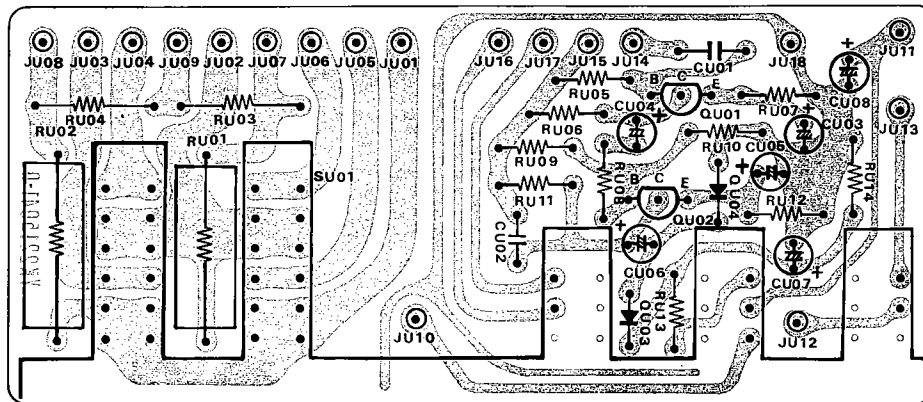 JU08 JU03 JU04 JU09 JU02 JU07 JU06 JU05 JU01 JU16 JU17 JU15 JU14 JU18 JU11
CU01
RU05 B C E RU07 + CU08
RU04 RU03 CU04 + QU01 + CU03 JU13
RU02 RU01 RU06 RU10 CU05
RU09 RU08 + RU14
SU01 RU11 B C E QU04 RU12
CU02 + QU02
CU06 CU07 +
JU10 QU03 RU13 JU12